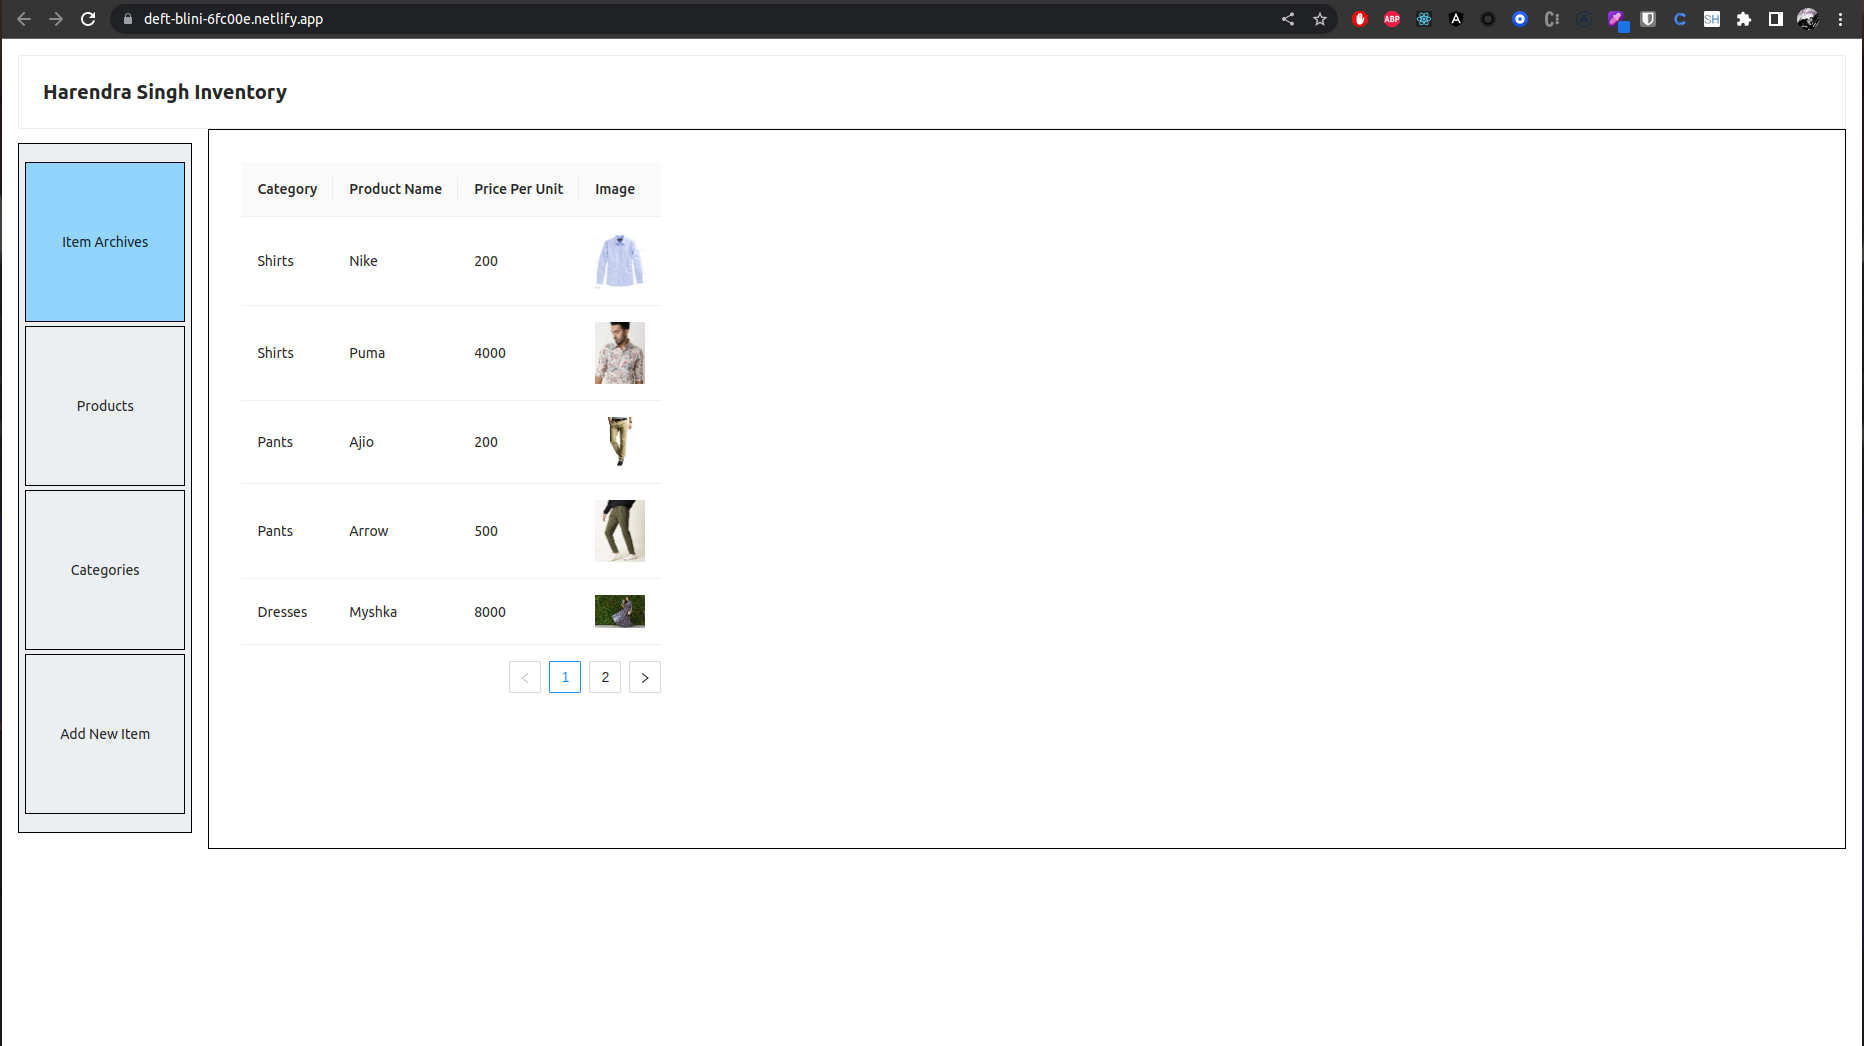 deft-blini-6fc00e.netlify.app
ABP
A
SH
Harendra Singh Inventory
Item Archives
Products
Categories
Add New Item
Category Product Name Price Per Unit Image
Shirts Nike 200
Shirts Puma 4000
Pants Ajio 200
Pants Arrow 500
Dresses Myshka 8000
< 1 2 >